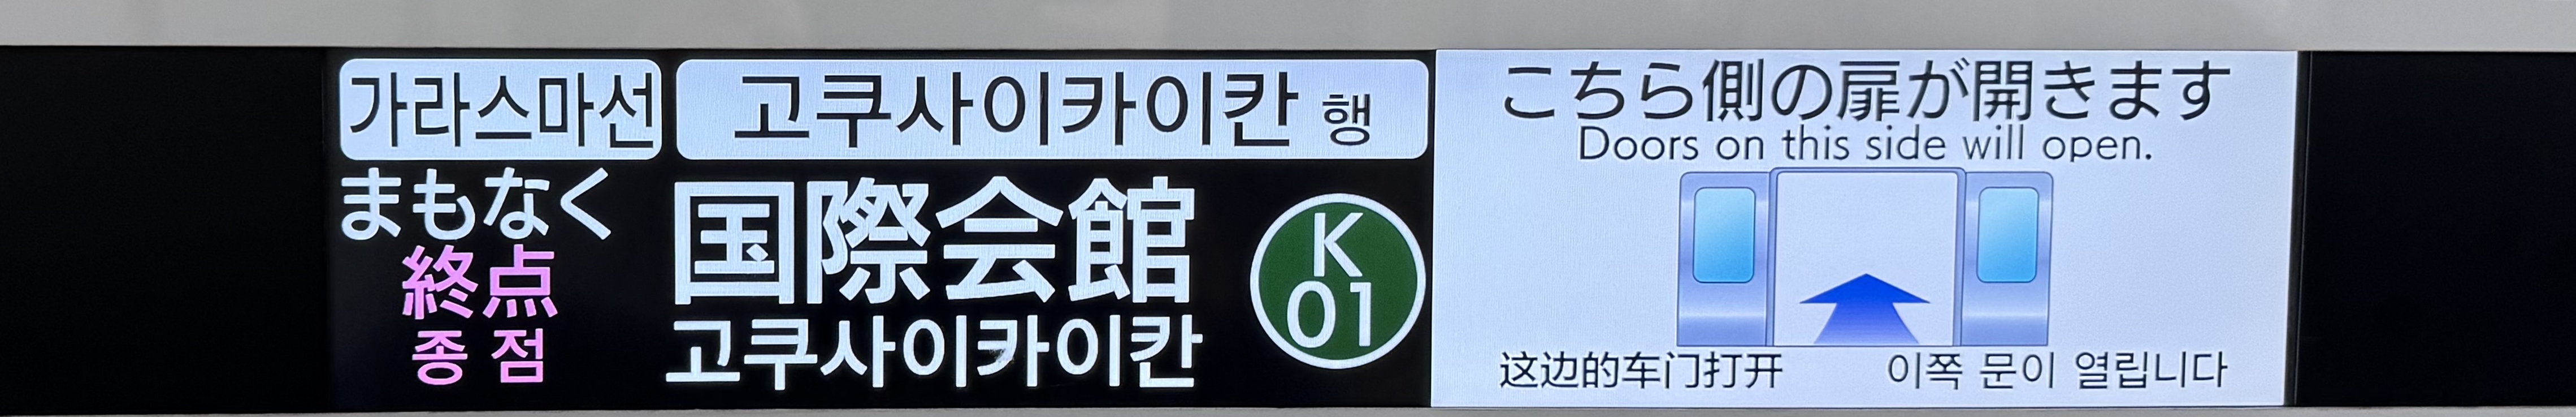 가라스마선
고쿠사이카이칸 행
まもなく
終点
종점
国際会館
고쿠사이카이칸
K
01
こちら側の扉が開きます
Doors on this side will open.
这边的车门打开
이쪽 문이 열립니다